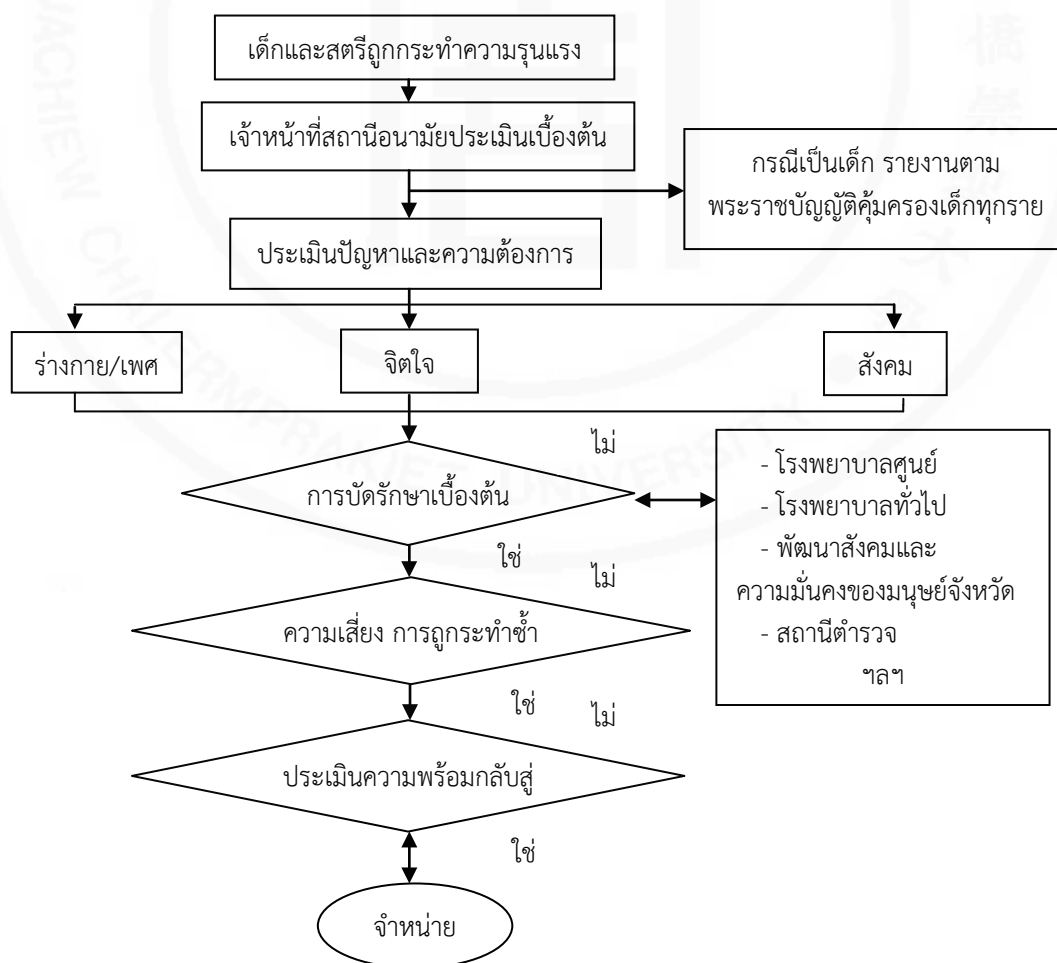 เด็กและสตรีถูกกระทำความรุนแรง
เจ้าหน้าที่สถานีอนามัยประเมินเบื้องต้น
กรณีเป็นเด็ก รายงานตาม
พระราชบัญญัติคุ้มครองเด็กทุกราย
ประเมินปัญหาและความต้องการ
ร่างกาย/เพศ
จิตใจ
สังคม
ไม่
การบัดรักษาเบื้องต้น
- โรงพยาบาลศูนย์
- โรงพยาบาลทั่วไป
- พัฒนาสังคมและ
ความมั่นคงของมนุษย์จังหวัด
- สถานีตำรวจ
ฯลฯ
ใช่
ไม่
ความเสี่ยง การถูกระทำซ้ำ
ใช่
ไม่
ประเมินความพร้อมกลับสู่
ใช่
จำหน่าย
CHALERMPRAKIET UNIVERSITY